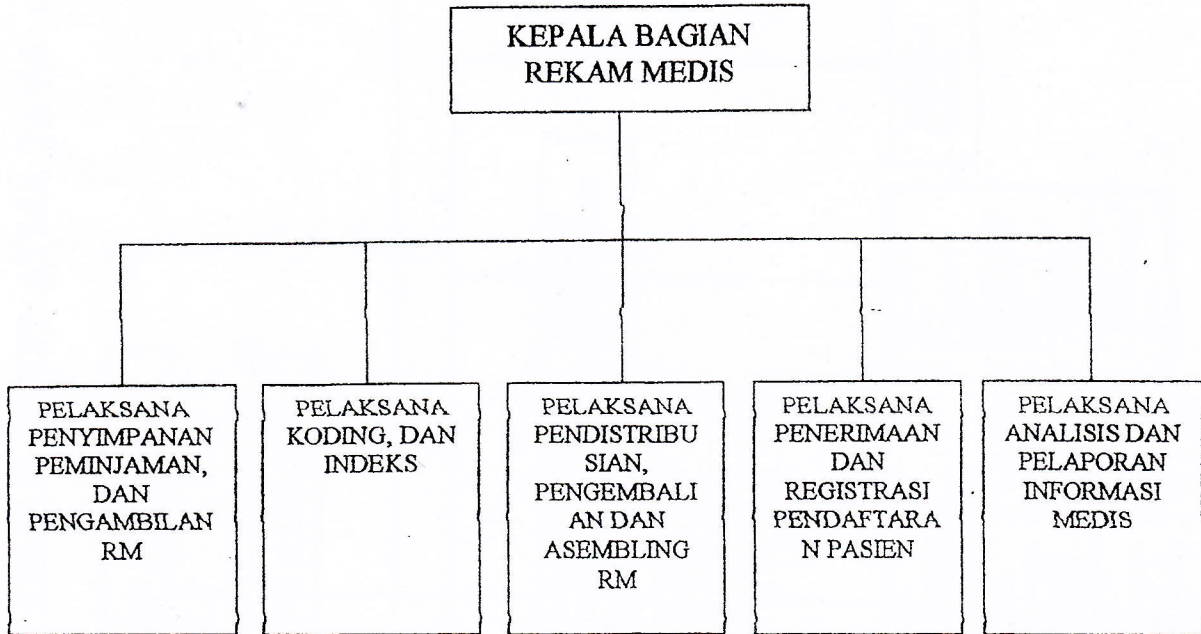 KEPALA BAGIAN
REKAM MEDIS
PELAKSANA
PENYIMPANAN
PEMINJAMAN,
DAN
PENGAMBILAN
RM
PELAKSANA
KODING, DAN
INDEKS
PELAKSANA
PENDISTRIBU
SIAN,
PENGEMBALI
AN DAN
ASEMBLING
RM
PELAKSANA
PENERIMAAN
DAN
REGISTRASI
PENDAFTARA
N PASIEN
PELAKSANA
ANALISIS DAN
PELAPORAN
INFORMASI
MEDIS